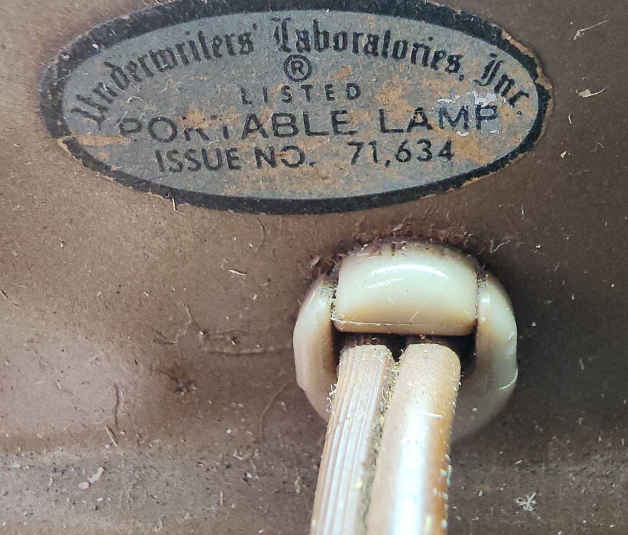 Underwriters' Laboratories, Inc.
®
LISTED
PORTABLE LAMP
ISSUE NO. 71,634